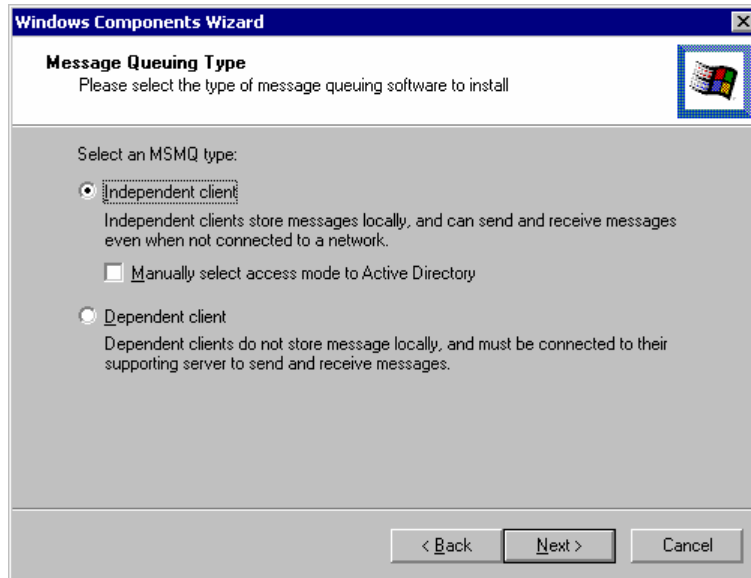 Windows Components Wizard
Message Queuing Type
Please select the type of message queuing software to install
Select an MSMQ type:
Independent client
Independent clients store messages locally, and can send and receive messages
even when not connected to a network.
Manually select access mode to Active Directory
Dependent client
Dependent clients do not store message locally, and must be connected to their
supporting server to send and receive messages.
< Back Next > Cancel